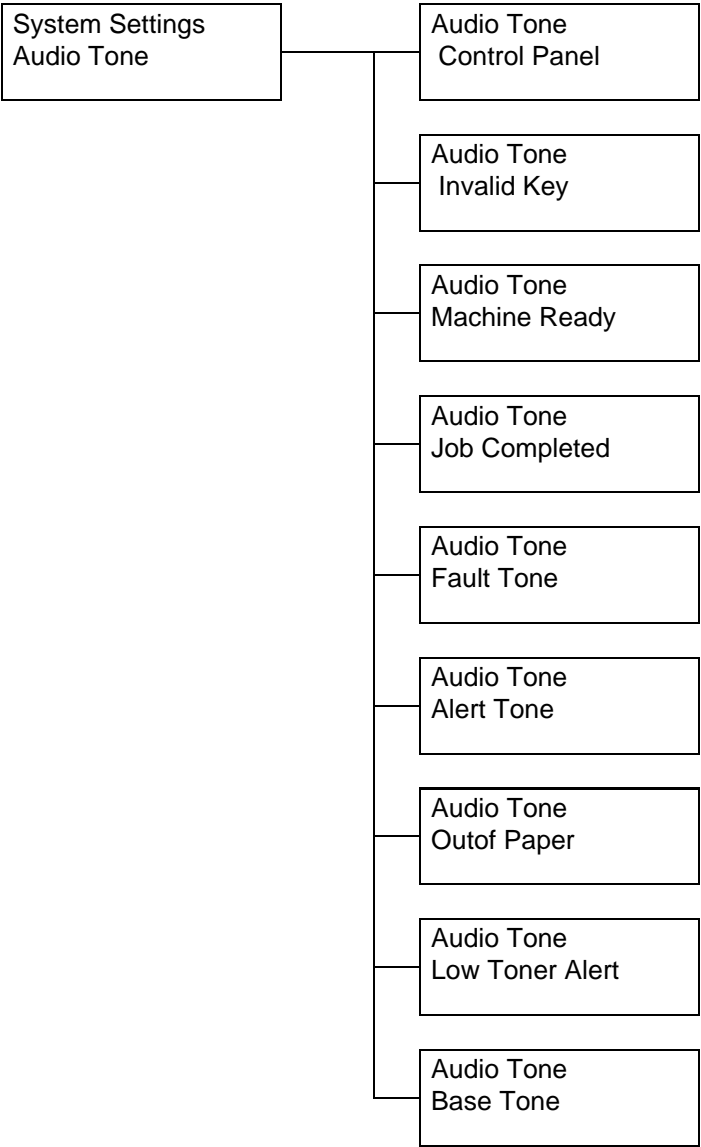 System Settings
Audio Tone
Audio Tone
Control Panel
Audio Tone
Invalid Key
Audio Tone
Machine Ready
Audio Tone
Job Completed
Audio Tone
Fault Tone
Audio Tone
Alert Tone
Audio Tone
Outof Paper
Audio Tone
Low Toner Alert
Audio Tone
Base Tone